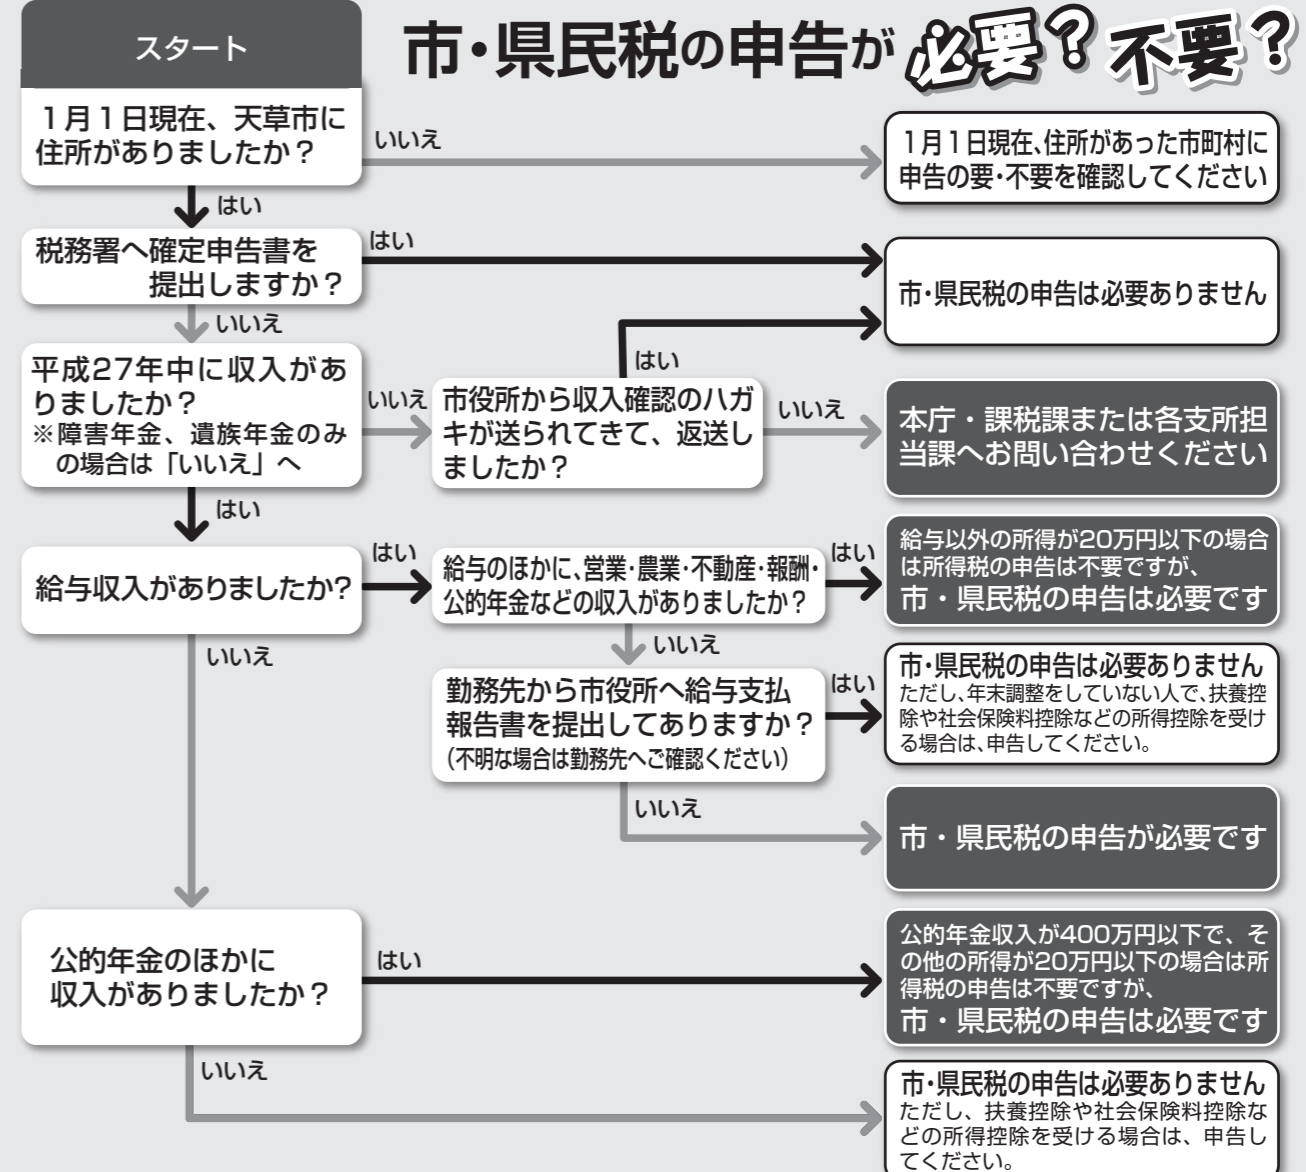 スタート
市・県民税の申告が必要？不要？
１月１日現在、天草市に
住所がありましたか？
いいえ
１月１日現在、住所があった市町村に
申告の要・不要を確認してください
はい
税務署へ確定申告書を
提出しますか？
はい
市・県民税の申告は必要ありません
いいえ
平成27年中に収入があ
りましたか？
※障害年金、遺族年金のみ
の場合は「いいえ」へ
いいえ
市役所から収入確認のハガ
キが送られてきて、返送し
ましたか？
はい
いいえ
本庁・課税課または各支所担
当課へお問い合わせください
はい
給与収入がありましたか？
はい
給与のほかに、営業・農業・不動産・報酬・
公的年金などの収入がありましたか？
はい
給与以外の所得が20万円以下の場合
は所得税の申告は不要ですが、
市・県民税の申告は必要です
いいえ
勤務先から市役所へ給与支払
報告書を提出してありますか？
（不明な場合は勤務先へご確認ください）
はい
市・県民税の申告は必要ありません
ただし、年末調整をしていない人で、扶養控
除や社会保険料控除などの所得控除を受け
る場合は、申告してください。
いいえ
市・県民税の申告が必要です
いいえ
公的年金のほかに
収入がありましたか？
はい
公的年金収入が400万円以下で、そ
の他の所得が20万円以下の場合は所
得税の申告は不要ですが、
市・県民税の申告は必要です
いいえ
市・県民税の申告は必要ありません
ただし、扶養控除や社会保険料控除な
どの所得控除を受ける場合は、申告し
てください。